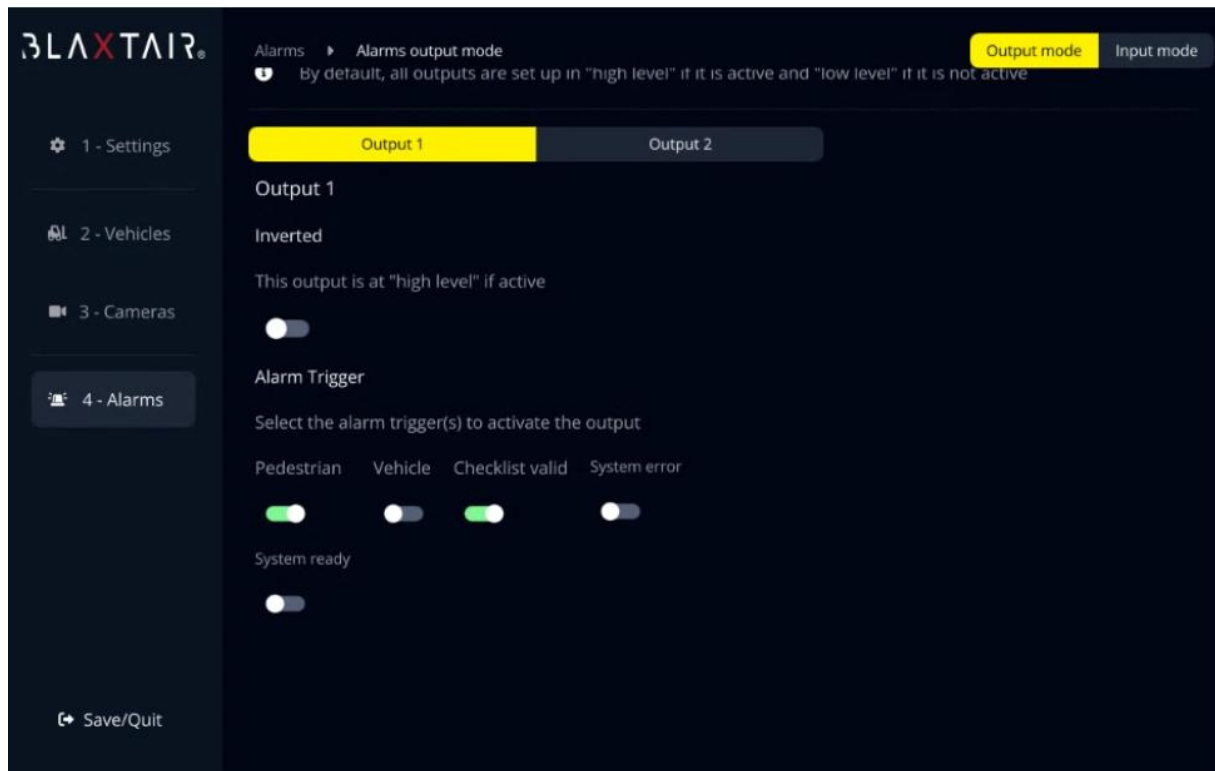 BLAXTAIR®
Alarms ▸ Alarms output mode
Output mode Input mode
By default, all outputs are set up in "high level" if it is active and "low level" if it is not active
1 - Settings
2 - Vehicles
3 - Cameras
4 - Alarms
Save/Quit
Output 1 Output 2
Output 1
Inverted
This output is at "high level" if active
Alarm Trigger
Select the alarm trigger(s) to activate the output
Pedestrian Vehicle Checklist valid System error
System ready